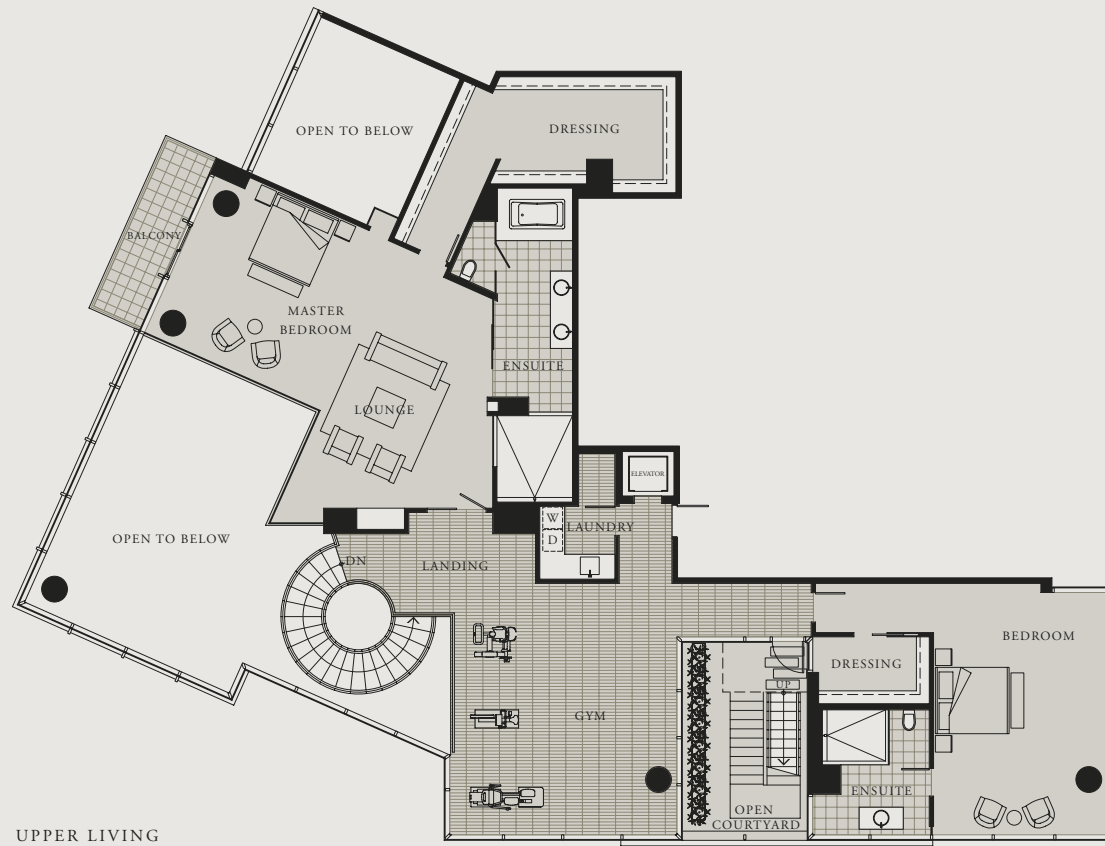 OPEN TO BELOW
DRESSING
BALCONY
MASTER
BEDROOM
ENSUITE
LOUNGE
ELEVATOR
W
LAUNDRY
D
OPEN TO BELOW
DN
LANDING
BEDROOM
DRESSING
UP
GYM
ENSUITE
OPEN
COURTYARD
UPPER LIVING